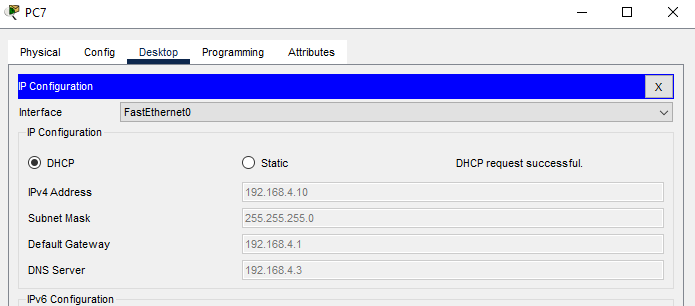 PC7
Physical Config Desktop Programming Attributes
IP Configuration X
Interface FastEthernet0
IP Configuration
DHCP Static DHCP request successful.
IPv4 Address 192.168.4.10
Subnet Mask 255.255.255.0
Default Gateway 192.168.4.1
DNS Server 192.168.4.3
IPv6 Configuration